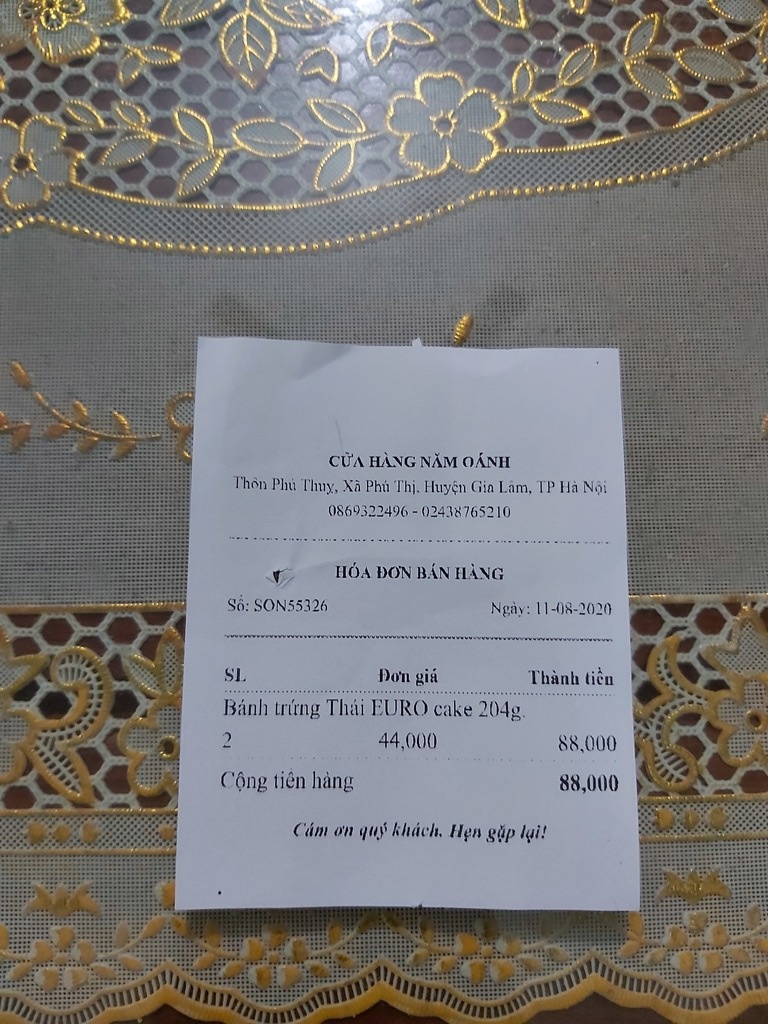 CỬA HÀNG NĂM OÁNH
Thôn Phú Thuỵ, Xã Phú Thị, Huyện Gia Lâm, TP Hà Nội
0869322496 - 02438765210
HÓA ĐƠN BÁN HÀNG
Số: SON55326 Ngày: 11-08-2020
SL Đơn giá Thành tiền
Bánh trứng Thái EURO cake 204g.
2 44,000 88,000
Cộng tiền hàng 88,000
Cám ơn quý khách. Hẹn gặp lại!